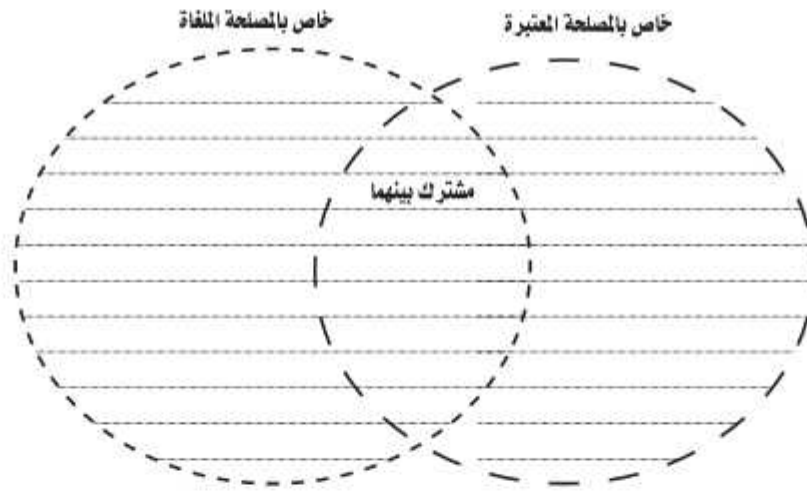 خاص بالمصلحة المعتبرة
خاص بالمصلحة الملغاة
مشترك بينهما